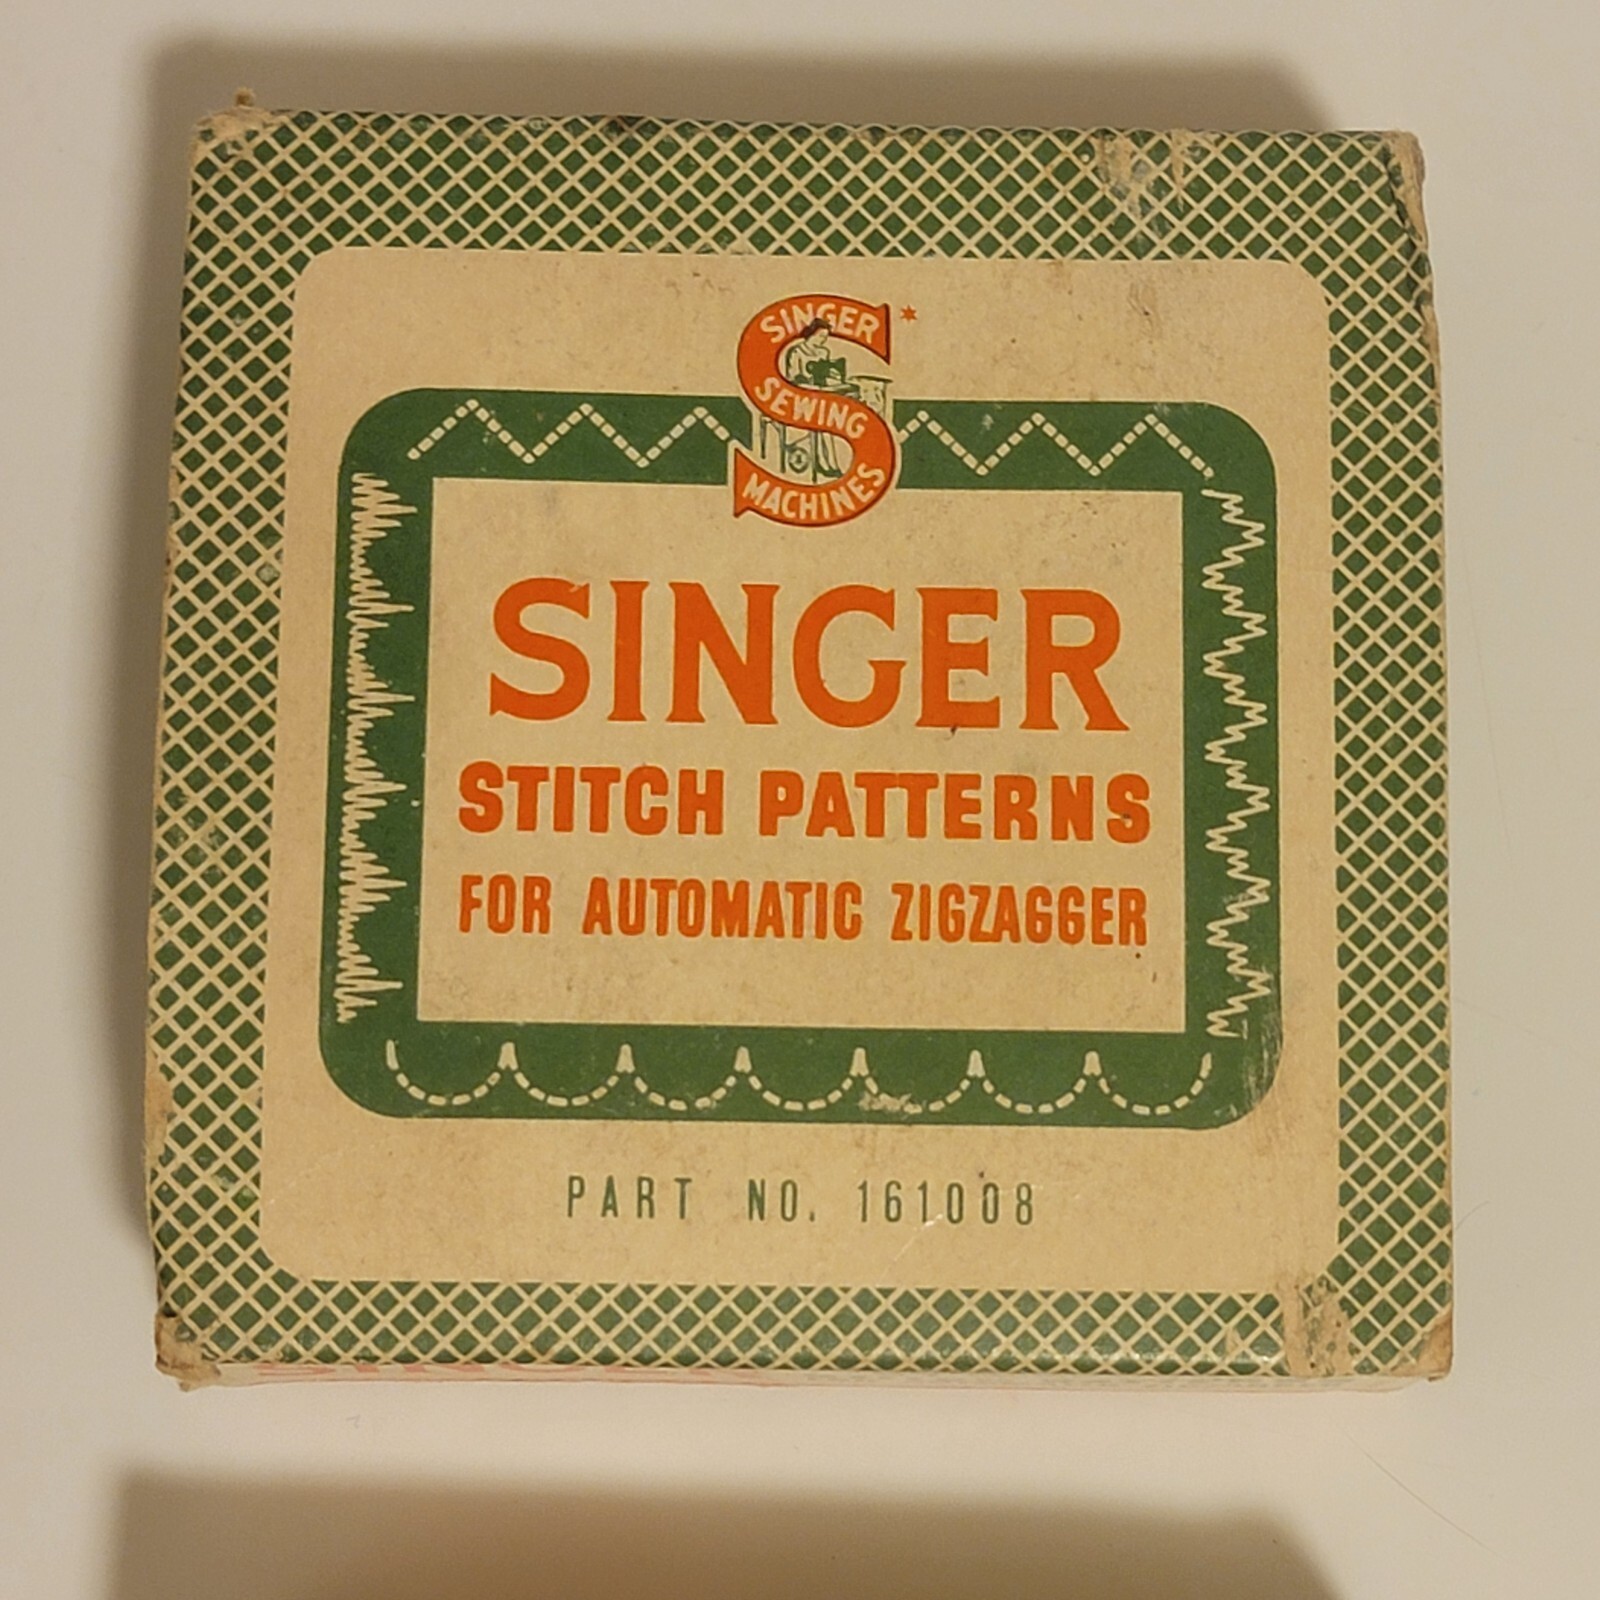 SINGER
SEWING
MACHINES
SINGER
STITCH PATTERNS
FOR AUTOMATIC ZIGZAGGER
PART NO. 161008